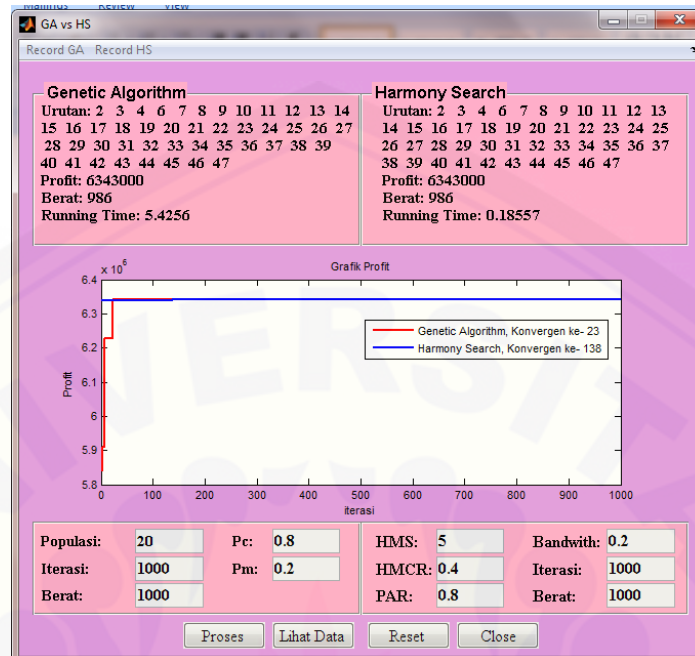 Mailings Review View
GA vs HS
Record GA Record HS
Genetic Algorithm
Urutan: 2 3 4 6 7 8 9 10 11 12 13 14
15 16 17 18 19 20 21 22 23 24 25 26 27
28 29 30 31 32 33 34 35 36 37 38 39
40 41 42 43 44 45 46 47
Profit: 6343000
Berat: 986
Running Time: 5.4256
Harmony Search
Urutan: 2 3 4 6 7 8 9 10 11 12 13
14 15 16 17 18 19 20 21 22 23 24 25
26 27 28 29 30 31 32 33 34 35 36 37
38 39 40 41 42 43 44 45 46 47
Profit: 6343000
Berat: 986
Running Time: 0.18557
Grafik Profit
x 10^6
6.4
6.3
6.2
6.1
6
5.9
5.8
Profit
Genetic Algorithm, Konvergen ke- 23
Harmony Search, Konvergen ke- 138
0 100 200 300 400 500 600 700 800 900 1000
iterasi
Populasi: 20 Pc: 0.8
Iterasi: 1000 Pm: 0.2
Berat: 1000
HMS: 5 Bandwith: 0.2
HMCR: 0.4 Iterasi: 1000
PAR: 0.8 Berat: 1000
Proses Lihat Data Reset Close